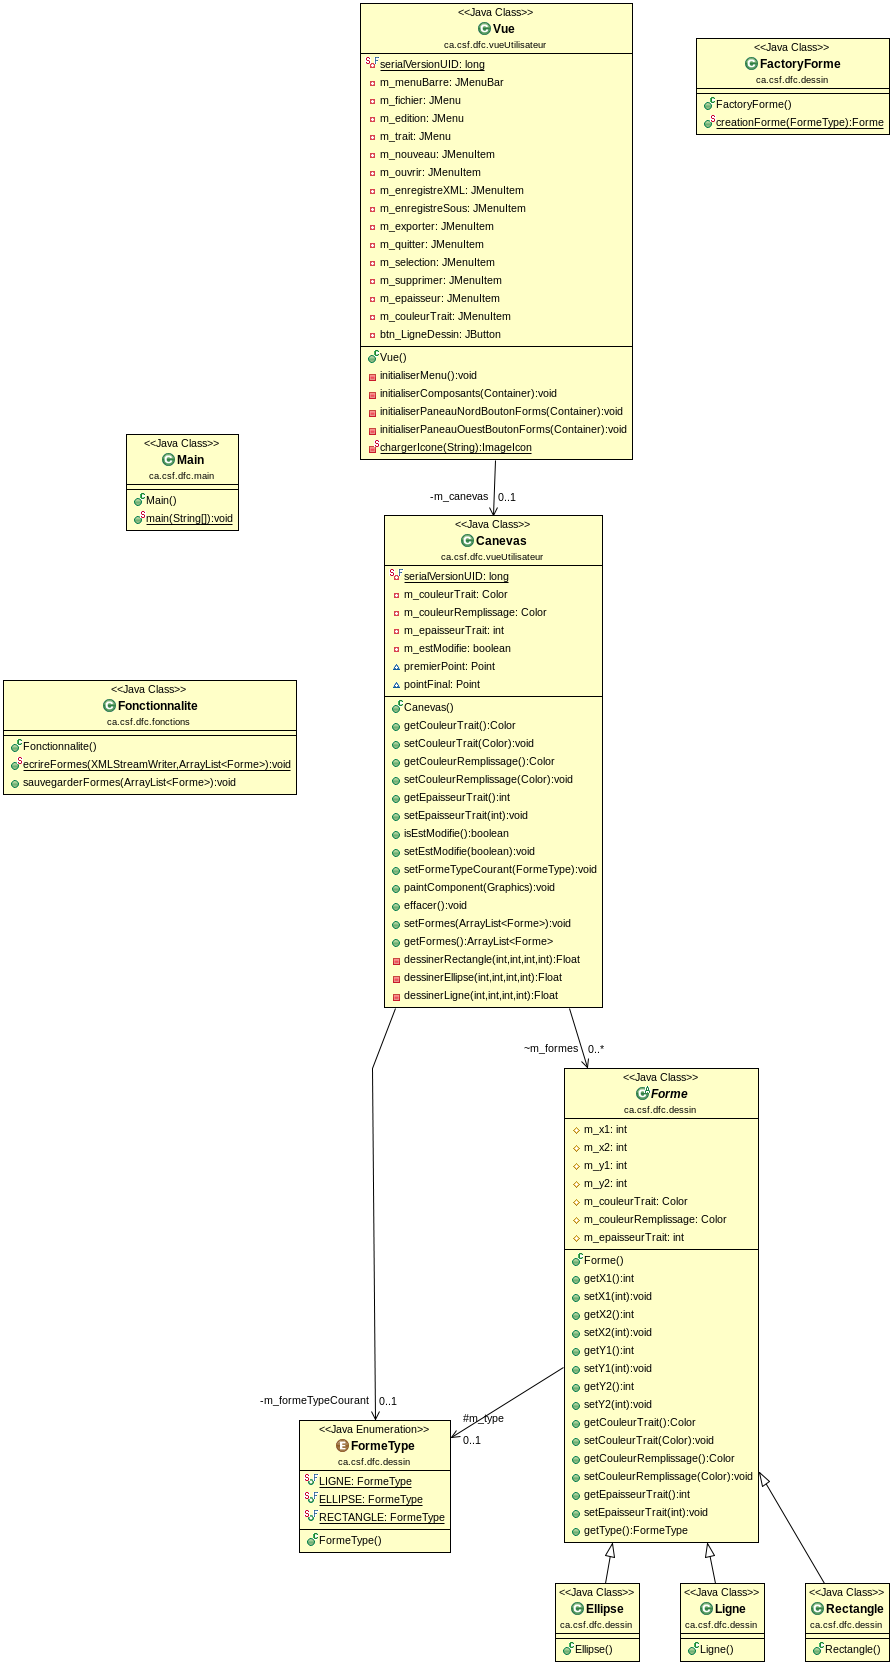 <<Java Class>>
Vue
ca.csf.dfc.vueUtilisateur
serialVersionUID: long
m_menuBarre: JMenuBar
m_fichier: JMenu
m_edition: JMenu
m_trait: JMenu
m_nouveau: JMenuItem
m_ouvrir: JMenuItem
m_enregistreXML: JMenuItem
m_enregistreSous: JMenuItem
m_exporter: JMenuItem
m_quitter: JMenuItem
m_selection: JMenuItem
m_supprimer: JMenuItem
m_epaisseur: JMenuItem
m_couleurTrait: JMenuItem
btn_LigneDessin: JButton
Vue()
initialiserMenu():void
initialiserComposants(Container):void
initialiserPaneauNordBoutonForms(Container):void
initialiserPaneauOuestBoutonForms(Container):void
chargerIcone(String):ImageIcon
<<Java Class>>
FactoryForme
ca.csf.dfc.dessin
FactoryForme()
creationForme(FormeType):Forme
<<Java Class>>
Main
ca.csf.dfc.main
Main()
main(String[]):void
-m_canevas 0..1
<<Java Class>>
Canevas
ca.csf.dfc.vueUtilisateur
serialVersionUID: long
m_couleurTrait: Color
m_couleurRemplissage: Color
m_epaisseurTrait: int
m_estModifie: boolean
premierPoint: Point
pointFinal: Point
Canevas()
getCouleurTrait():Color
setCouleurTrait(Color):void
getCouleurRemplissage():Color
setCouleurRemplissage(Color):void
getEpaisseurTrait():int
setEpaisseurTrait(int):void
isEstModifie():boolean
setEstModifie(boolean):void
setFormeTypeCourant(FormeType):void
paintComponent(Graphics):void
effacer():void
setFormes(ArrayList<Forme>):void
getFormes():ArrayList<Forme>
dessinerRectangle(int,int,int,int):Float
dessinerEllipse(int,int,int,int):Float
dessinerLigne(int,int,int,int):Float
<<Java Class>>
Fonctionnalite
ca.csf.dfc.fonctions
Fonctionnalite()
ecrireFormes(XMLStreamWriter,ArrayList<Forme>):void
sauvegarderFormes(ArrayList<Forme>):void
~m_formes 0..*
<<Java Class>>
Forme
ca.csf.dfc.dessin
m_x1: int
m_x2: int
m_y1: int
m_y2: int
m_couleurTrait: Color
m_couleurRemplissage: Color
m_epaisseurTrait: int
Forme()
getX1():int
setX1(int):void
getX2():int
setX2(int):void
getY1():int
setY1(int):void
getY2():int
setY2(int):void
getCouleurTrait():Color
setCouleurTrait(Color):void
getCouleurRemplissage():Color
setCouleurRemplissage(Color):void
getEpaisseurTrait():int
setEpaisseurTrait(int):void
getType():FormeType
-m_formeTypeCourant 0..1
#m_type
0..1
<<Java Enumeration>>
FormeType
ca.csf.dfc.dessin
LIGNE: FormeType
ELLIPSE: FormeType
RECTANGLE: FormeType
FormeType()
<<Java Class>>
Ellipse
ca.csf.dfc.dessin
Ellipse()
<<Java Class>>
Ligne
ca.csf.dfc.dessin
Ligne()
<<Java Class>>
Rectangle
ca.csf.dfc.dessin
Rectangle()